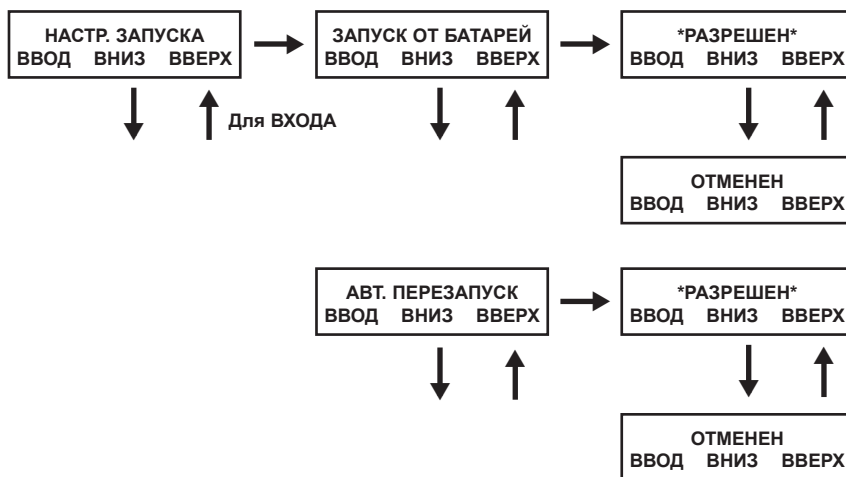 НАСТР. ЗАПУСКА
ВВОД ВНИЗ ВВЕРХ
ЗАПУСК ОТ БАТАРЕЙ
ВВОД ВНИЗ ВВЕРХ
*РАЗРЕШЕН*
ВВОД ВНИЗ ВВЕРХ
Для ВХОДА
ОТМЕНЕН
ВВОД ВНИЗ ВВЕРХ
АВТ. ПЕРЕЗАПУСК
ВВОД ВНИЗ ВВЕРХ
*РАЗРЕШЕН*
ВВОД ВНИЗ ВВЕРХ
ОТМЕНЕН
ВВОД ВНИЗ ВВЕРХ